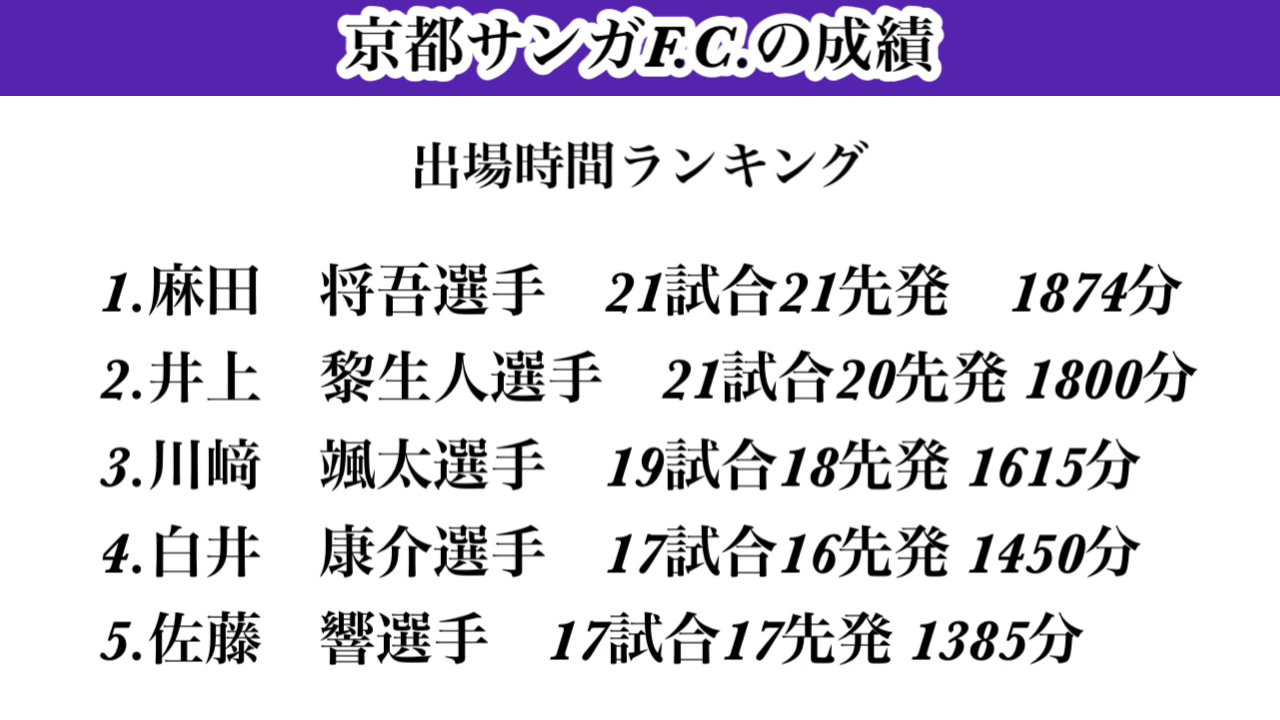 京都サンガF.C.の成績
出場時間ランキング
1.麻田　将吾選手　21試合21先発　1874分
2.井上　黎生人選手　21試合20先発 1800分
3.川﨑　颯太選手　19試合18先発 1615分
4.白井　康介選手　17試合16先発 1450分
5.佐藤　響選手　17試合17先発 1385分